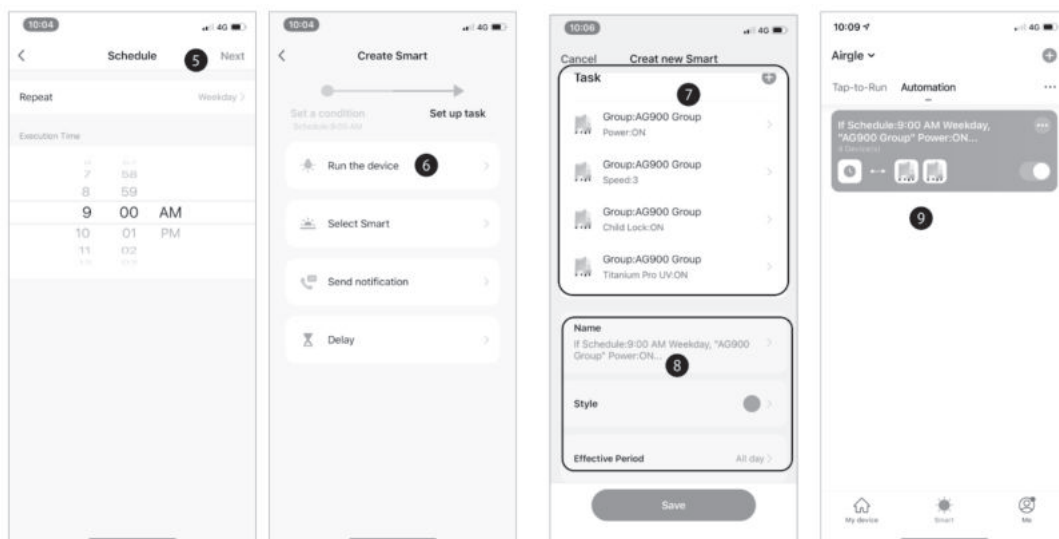 10:04
4G
Schedule
5
Next
Repeat
Weekday
Execution Time
7 58
8 59
9 00 AM
10 01 PM
11 02
10:04
4G
Create Smart
Set a condition
Set up task
Schedule:9:00 AM
Run the device
6
Select Smart
Send notification
Delay
10:06
4G
Cancel
Creat new Smart
Task
7
Group:AG900 Group
Power:ON
Group:AG900 Group
Speed:3
Group:AG900 Group
Child Lock:ON
Group:AG900 Group
Titanium Pro UV:ON
Name
If Schedule:9:00 AM Weekday, "AG900
Group" Power:ON...
8
Style
Effective Period
All day
Save
10:09
4G
Airgle
Tap-to-Run
Automation
If Schedule:9:00 AM Weekday,
"AG900 Group" Power:ON...
9
My device
Smart
Me